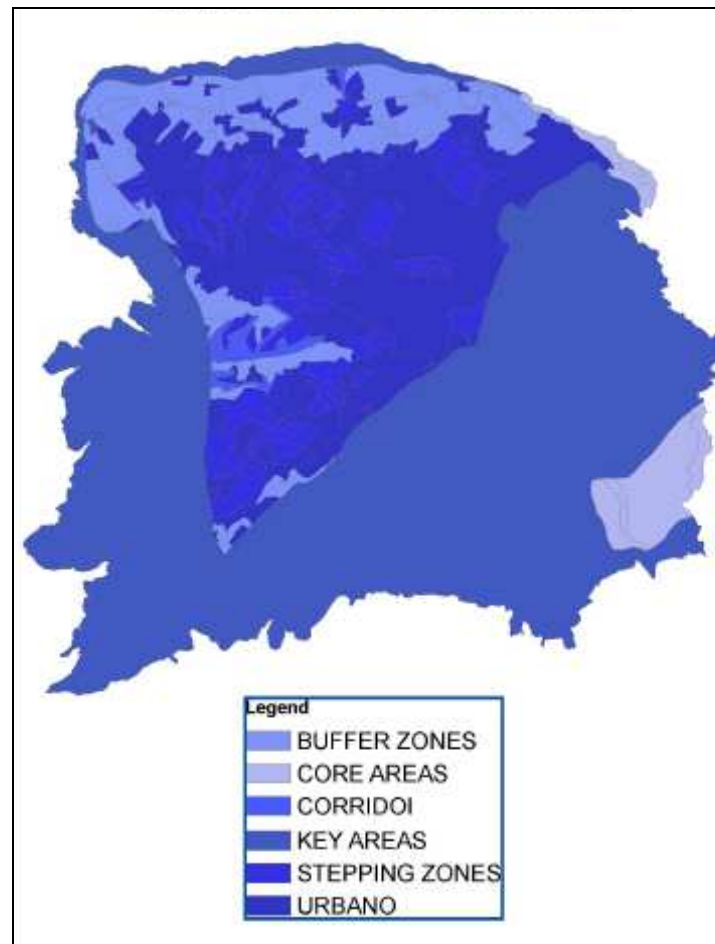 Legend
BUFFER ZONES
CORE AREAS
CORRIDOI
KEY AREAS
STEPPING ZONES
URBANO